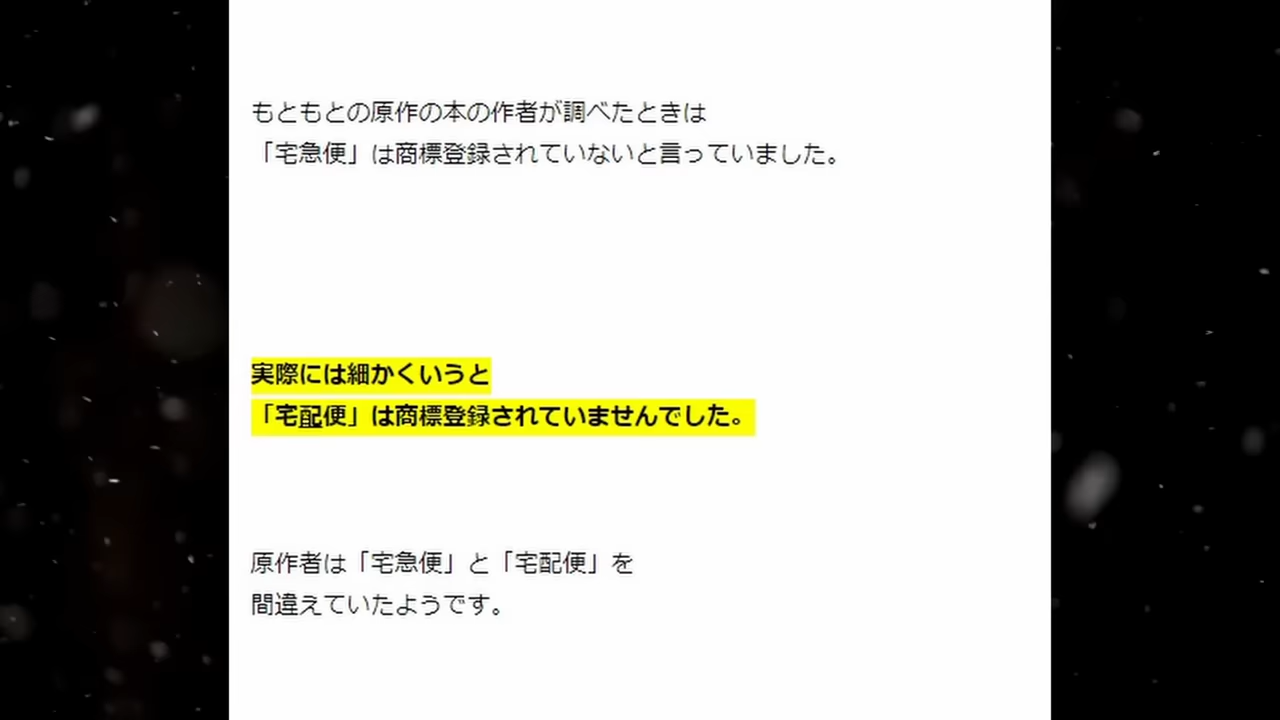 もともとの原作の本の作者が調べたときは
「宅急便」は商標登録されていないと言っていました。
実際には細かくいうと
「宅配便」は商標登録されていませんでした。
原作者は「宅急便」と「宅配便」を
間違えていたようです。